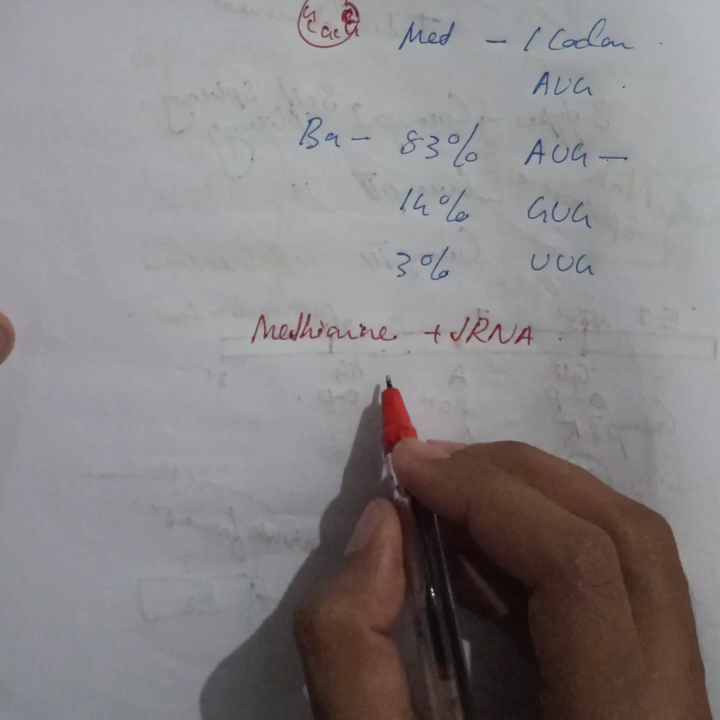 Med - 1 Codon
AUG
Ba - 83% AUG -
14% GUG
3% UUG
Methionine + tRNA